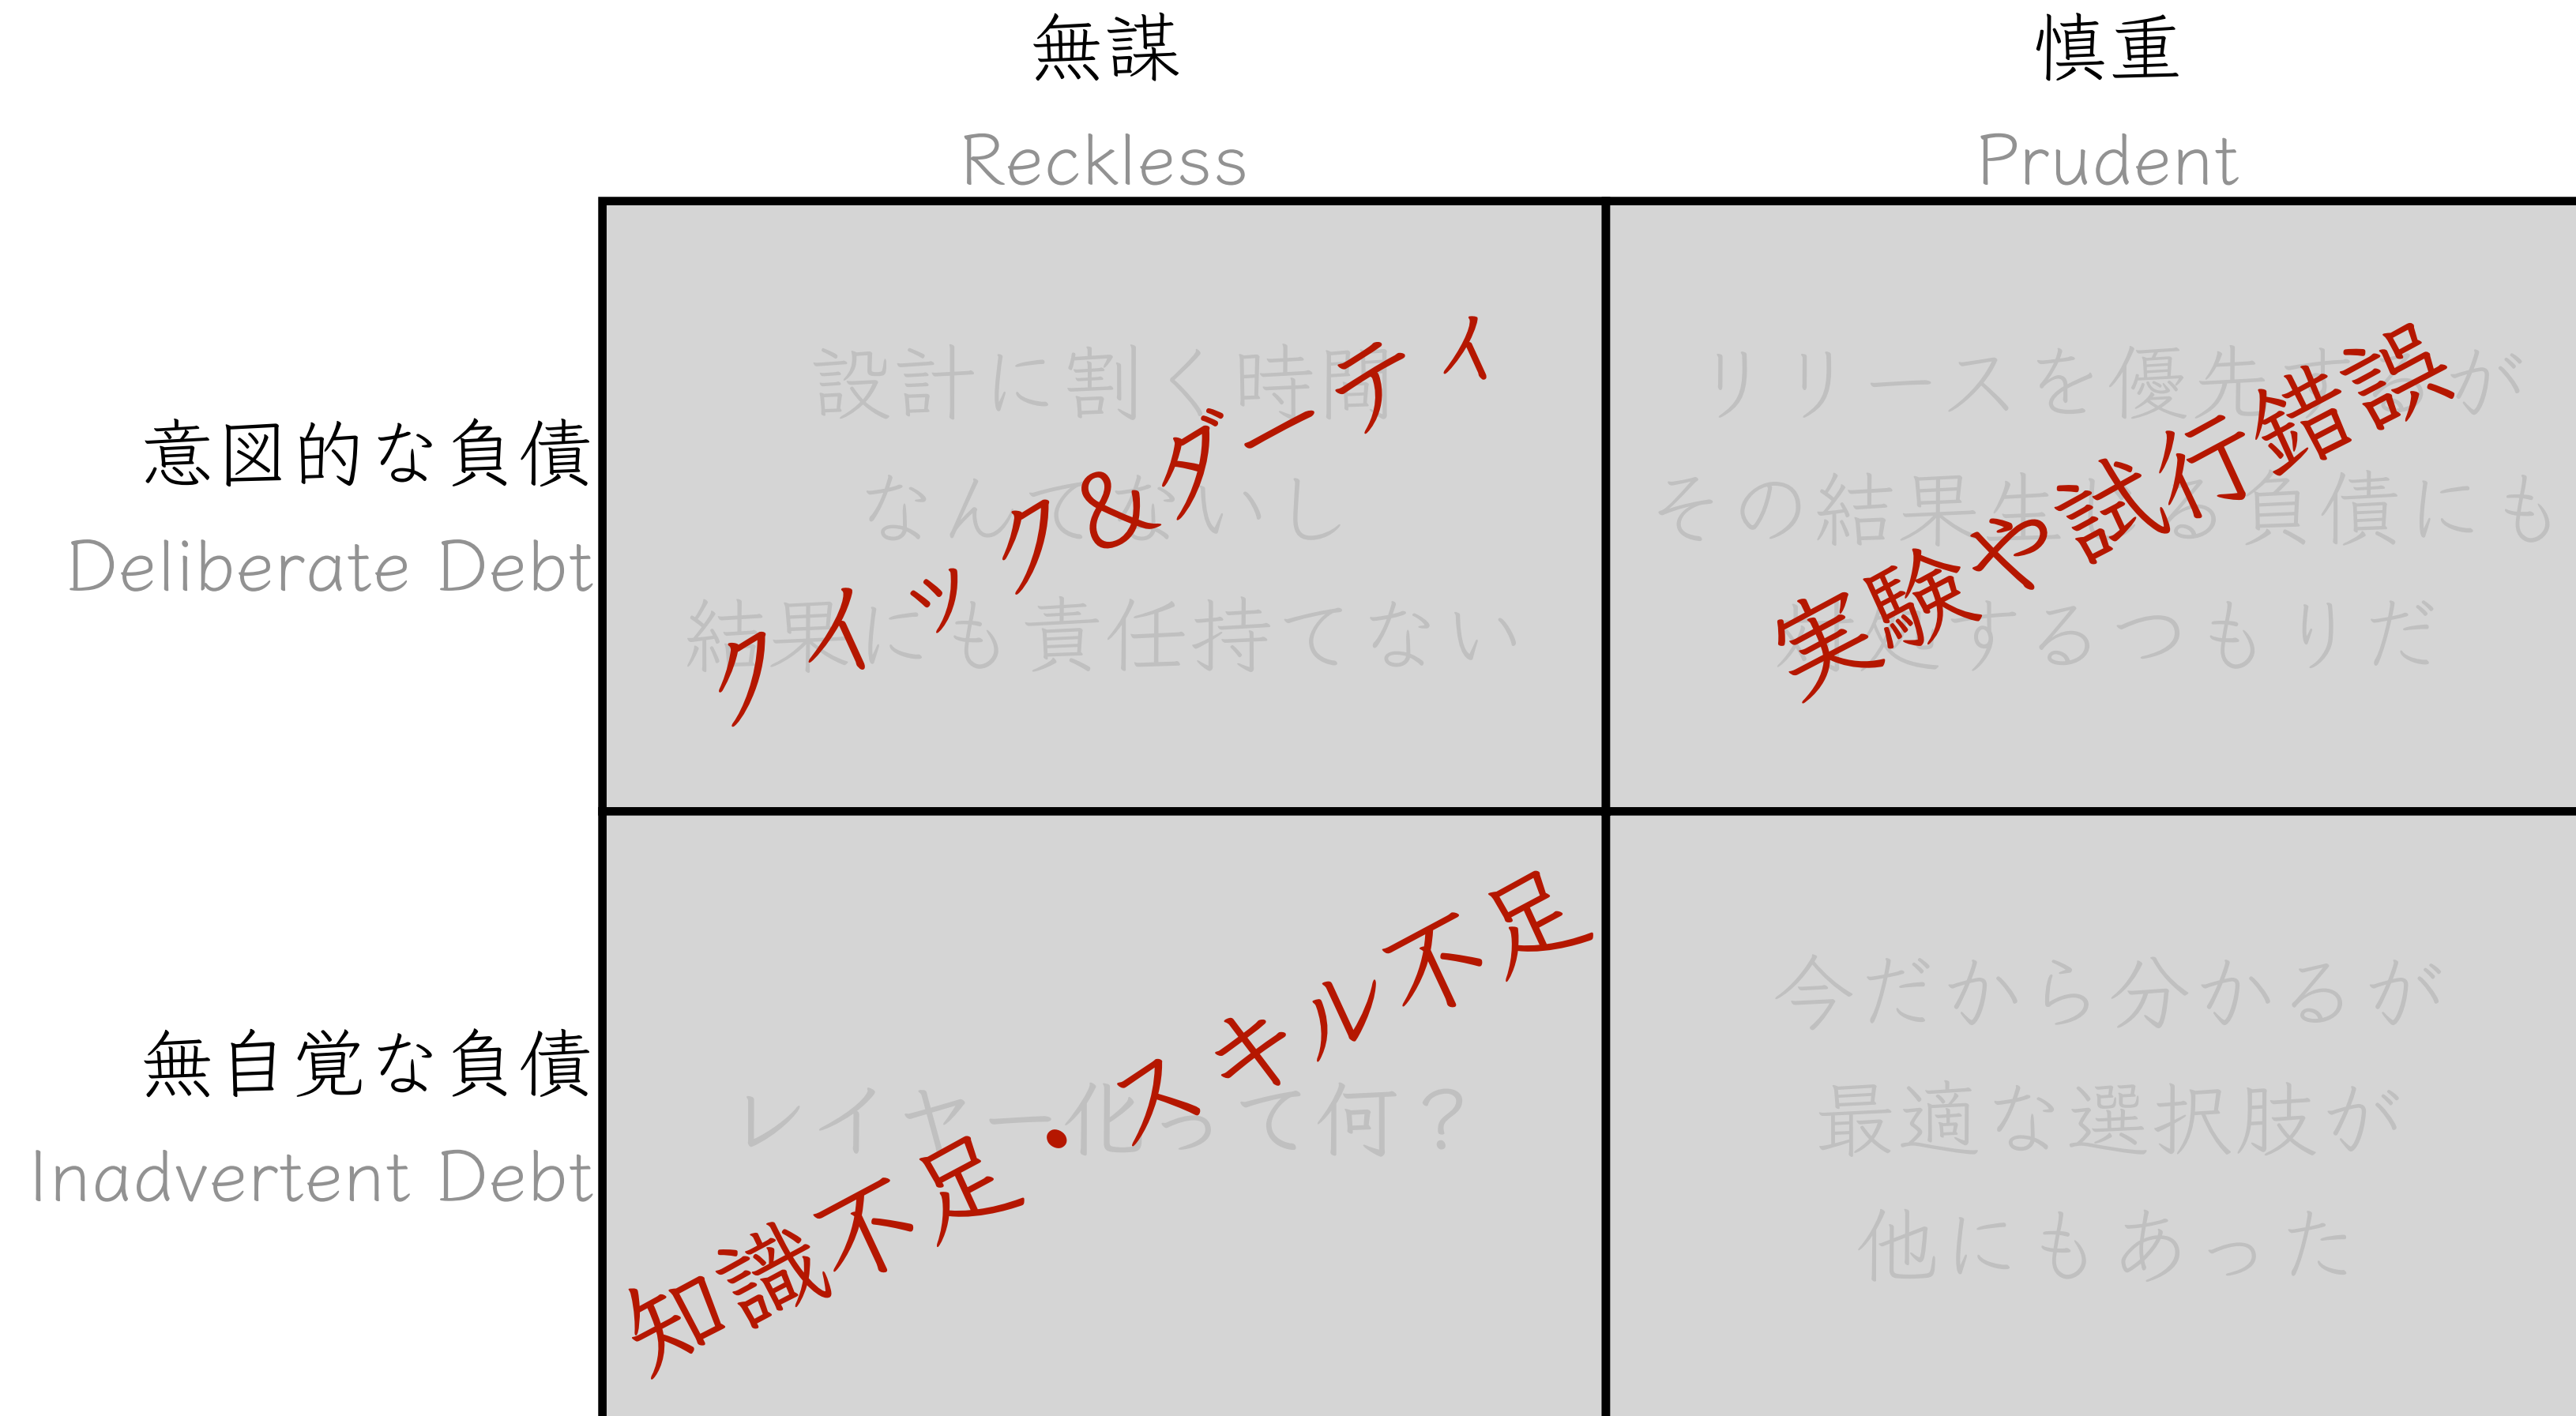 無謀
Reckless
慎重
Prudent
意図的な負債
Deliberate Debt
設計に割く時間
なんてないし
結果にも責任持てない
クイック&ダーティ
リリースを優先するが
その結果生じる負債にも
対処するつもりだ
実験や試行錯誤
無自覚な負債
Inadvertent Debt
レイヤー化って何？
知識不足・スキル不足
今だから分かるが
最適な選択肢が
他にもあった